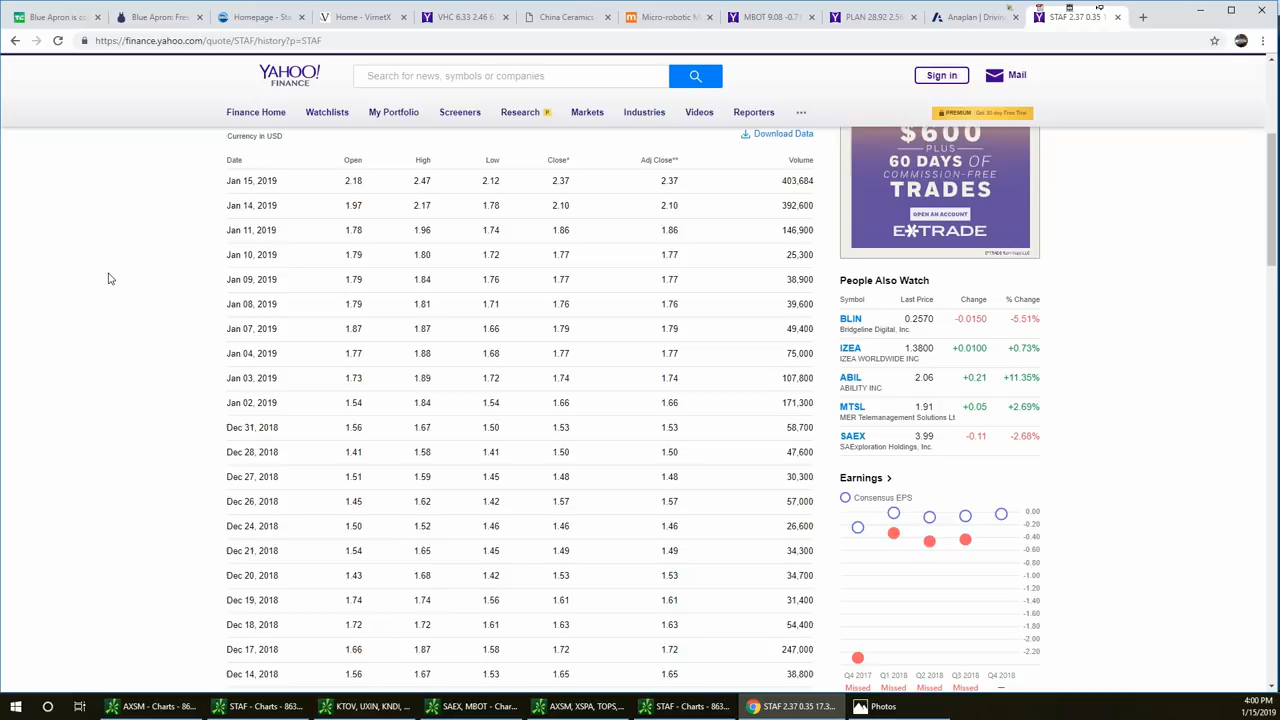 Blue Apron is c
Blue Apron: Fres
Homepage - Sta
Home - VimetX
VHC 6.33 2.46 6
China Ceramics
Micro-robotic M
MBOT 9.08 -0.79
PLAN 28.92 2.56
Anaplan | Drivin
STAF 2.37 0.35 1
https://finance.yahoo.com/quote/STAF/history?p=STAF
YAHOO!
FINANCE
Search for news, symbols or companies
Sign in
Mail
Finance Home Watchlists My Portfolio Screeners Research P Markets Industries Videos Reporters ...
PREMIUM Get 30 day Free Trial
Currency in USD
Download Data
Date Open High Low Close* Adj Close** Volume
Jan 15, 2019 2.18 2.47 2.12 2.37 2.37 403,684
Jan 14, 2019 1.97 2.17 1.78 2.10 2.10 392,600
Jan 11, 2019 1.78 1.96 1.74 1.86 1.86 146,900
Jan 10, 2019 1.79 1.80 1.72 1.77 1.77 25,300
Jan 09, 2019 1.79 1.84 1.76 1.77 1.77 38,900
Jan 08, 2019 1.79 1.81 1.71 1.76 1.76 39,600
Jan 07, 2019 1.87 1.87 1.66 1.79 1.79 49,400
Jan 04, 2019 1.77 1.88 1.68 1.77 1.77 75,000
Jan 03, 2019 1.73 1.89 1.72 1.74 1.74 107,800
Jan 02, 2019 1.54 1.84 1.54 1.66 1.66 171,300
Dec 31, 2018 1.56 1.67 1.50 1.53 1.53 58,700
Dec 28, 2018 1.41 1.58 1.41 1.50 1.50 47,600
Dec 27, 2018 1.51 1.59 1.45 1.48 1.48 30,300
Dec 26, 2018 1.45 1.62 1.42 1.57 1.57 57,000
Dec 24, 2018 1.50 1.52 1.46 1.46 1.46 26,600
Dec 21, 2018 1.54 1.65 1.45 1.49 1.49 34,300
Dec 20, 2018 1.43 1.68 1.42 1.53 1.53 34,700
Dec 19, 2018 1.74 1.74 1.56 1.61 1.61 31,400
Dec 18, 2018 1.72 1.72 1.61 1.63 1.63 54,400
Dec 17, 2018 1.66 1.87 1.58 1.72 1.72 247,000
Dec 14, 2018 1.56 1.67 1.56 1.65 1.65 38,800
$600
PLUS
60 DAYS OF
COMMISSION-FREE
TRADES
OPEN AN ACCOUNT
E*TRADE
People Also Watch
Symbol Last Price Change % Change
BLIN 0.2570 -0.0150 -5.51%
Bridgeline Digital, Inc.
IZEA 1.3800 +0.0100 +0.73%
IZEA WORLDWIDE INC
ABIL 2.06 +0.21 +11.35%
ABILITY INC
MTSL 1.91 +0.05 +2.69%
MER Telemanagement Solutions Lt
SAEX 3.99 -0.11 -2.68%
SAExploration Holdings, Inc.
Earnings
Consensus EPS
0.00
-0.20
-0.40
-0.60
-0.80
-1.00
-1.20
-1.40
-1.60
-1.80
-2.00
-2.20
Q4 2017 Q1 2018 Q2 2018 Q3 2018 Q4 2018
Missed Missed Missed Missed —
AXSM - Charts - 86...
STAF - Charts - 863...
KTOV, UXIN, KNDI, ...
SAEX, MBOT - Char...
AXSM, XSPA, TOPS,...
STAF - Charts - 863...
STAF 2.37 0.35 17.3...
Photos
4:00 PM
1/15/2019